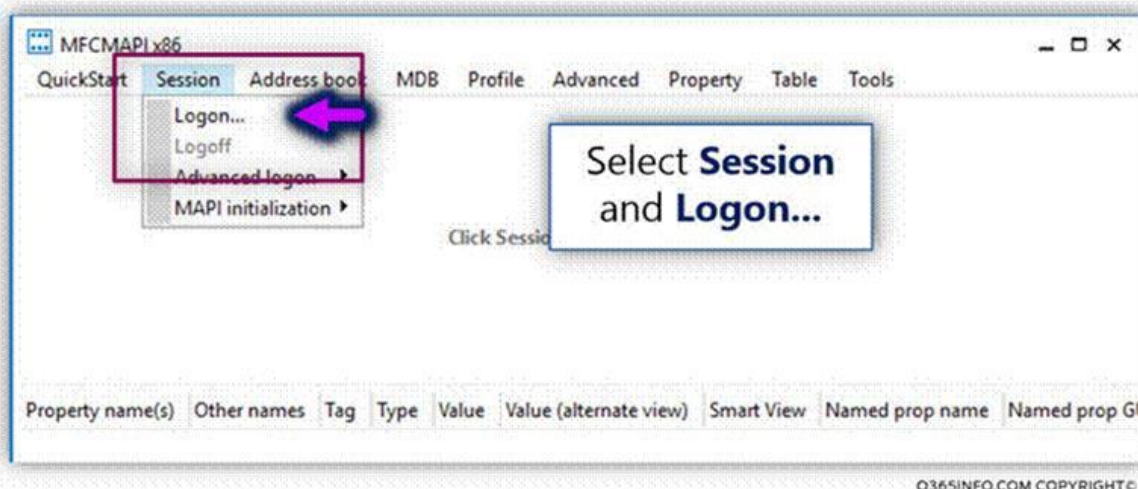 MFCMAPI x86
QuickStart Session Address book MDB Profile Advanced Property Table Tools
Logon...
Logoff
Advanced logon
MAPI initialization
Select Session
and Logon...
Click Sessio
Property name(s) Other names Tag Type Value Value (alternate view) Smart View Named prop name Named prop G
O365INFO.COM COPYRIGHT©